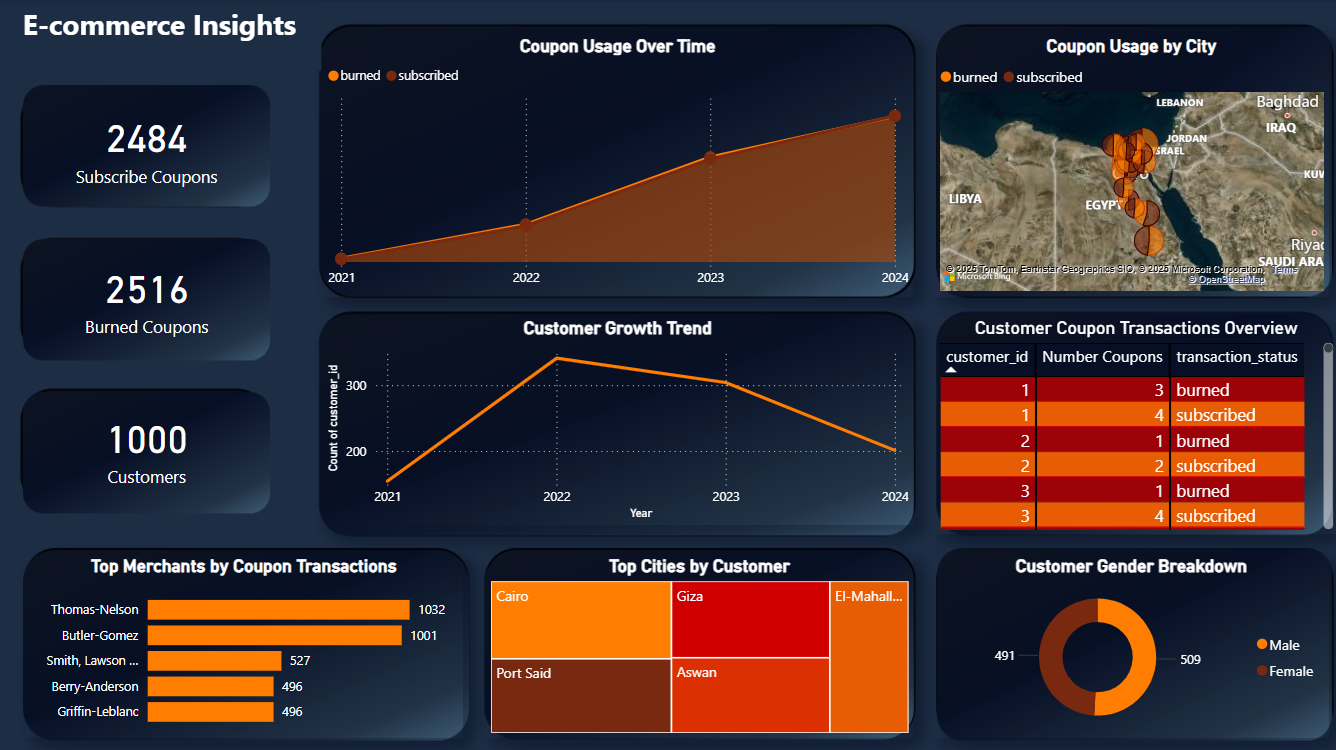 E-commerce Insights
2484
Subscribe Coupons
2516
Burned Coupons
1000
Customers
Coupon Usage Over Time
burned subscribed
2021 2022 2023 2024
Coupon Usage by City
burned subscribed
LEBANON
Baghdad
IRAQ
JORDAN
SRAEL
KUW
LIBYA
EGYPT
Riyad
SAUDI ARA
© 2025 TomTom, Earthstar Geographics SIO, © 2025 Microsoft Corporation, Terms
Microsoft Bing
© OpenStreetMap
Customer Growth Trend
Count of customer_id
300
200
2021 2022 2023 2024
Year
Customer Coupon Transactions Overview
customer_id Number Coupons transaction_status
1 3 burned
1 4 subscribed
2 1 burned
2 2 subscribed
3 1 burned
3 4 subscribed
Top Merchants by Coupon Transactions
Thomas-Nelson 1032
Butler-Gomez 1001
Smith, Lawson ... 527
Berry-Anderson 496
Griffin-Leblanc 496
Top Cities by Customer
Cairo Giza El-Mahall...
Port Said Aswan
Customer Gender Breakdown
491
509
Male
Female